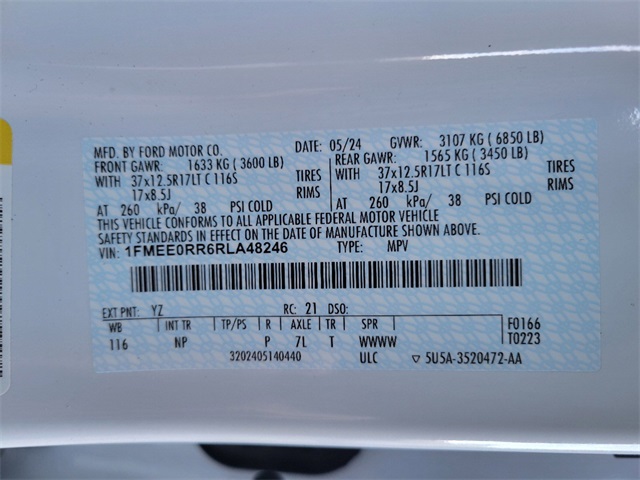 MFD. BY FORD MOTOR CO. DATE: 05/24 GVWR: 3107 KG ( 6850 LB)
FRONT GAWR: 1633 KG ( 3600 LB) REAR GAWR: 1565 KG ( 3450 LB)
WITH 37x12.5R17LT C 116S TIRES WITH 37x12.5R17LT C 116S TIRES
17x8.5J RIMS 17x8.5J RIMS
AT 260 kPa/ 38 PSI COLD AT 260 kPa/ 38 PSI COLD
THIS VEHICLE CONFORMS TO ALL APPLICABLE FEDERAL MOTOR VEHICLE
SAFETY STANDARDS IN EFFECT ON THE DATE OF MANUFACTURE SHOWN ABOVE.
VIN: 1FMEE0RR6RLA48246 TYPE: MPV
EXT PNT: YZ RC: 21 DSO:
WB INT TR TP/PS R AXLE TR SPR F0166
116 NP P 7L T WWWW T0223
3202405140440 ULC ▽ 5U5A-3520472-AA